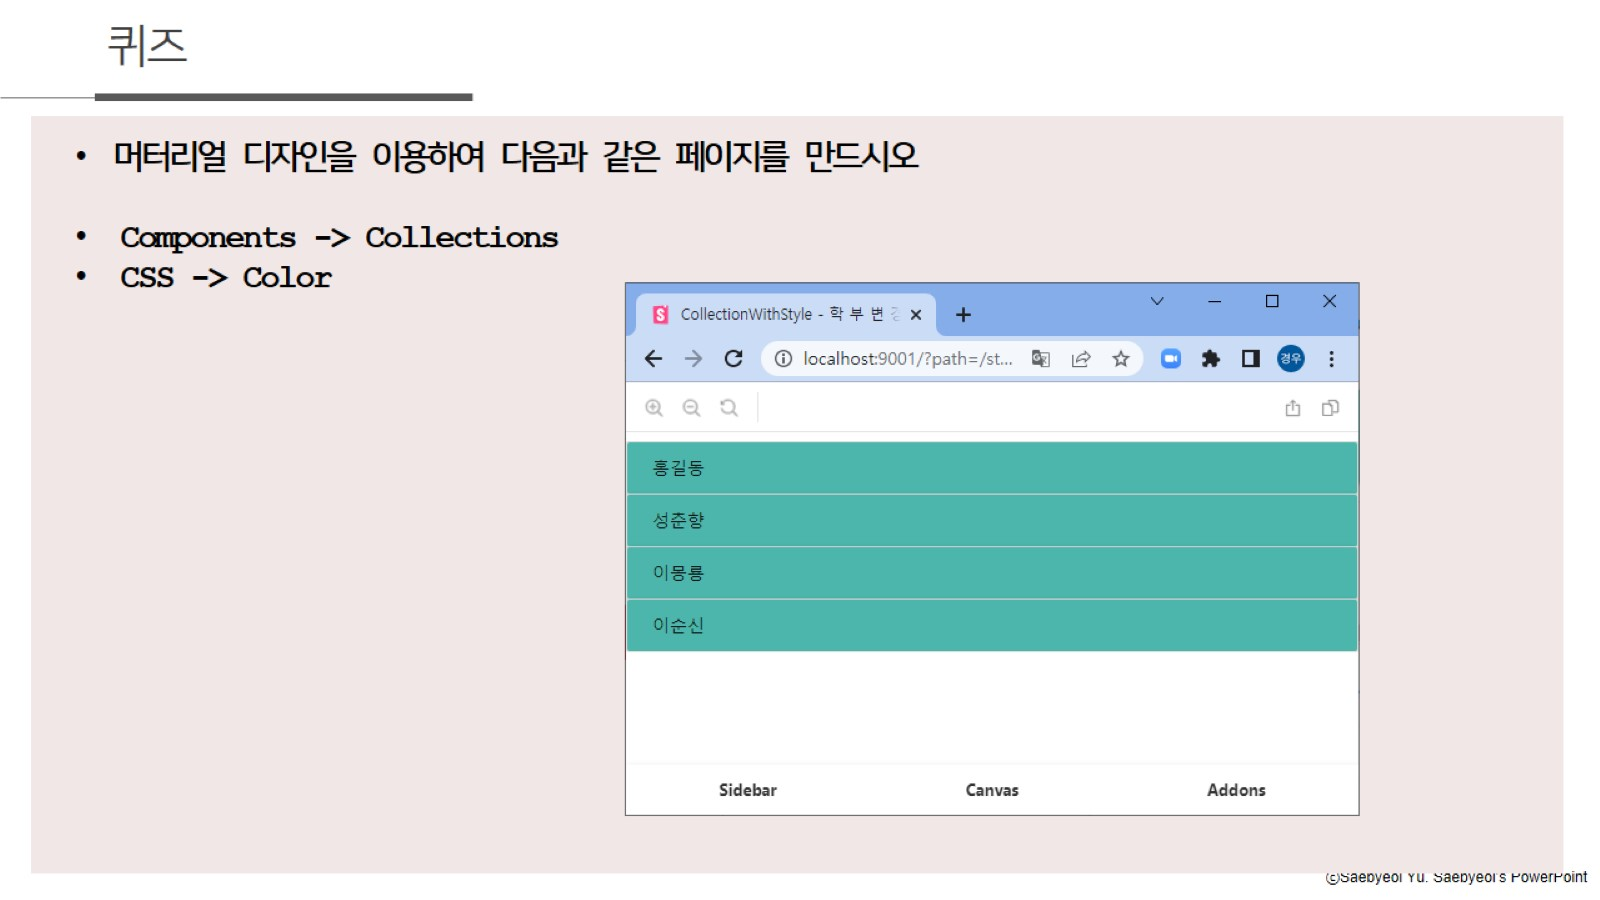 퀴즈
• 머터리얼 디자인을 이용하여 다음과 같은 페이지를 만드시오
• Components -> Collections
• CSS -> Color
CollectionWithStyle - 학 부 변
localhost:9001/?path=/st...
경우
홍길동
성춘향
이몽룡
이순신
Sidebar Canvas Addons
ⓒSaebyeol Yu. Saebyeol's PowerPoint